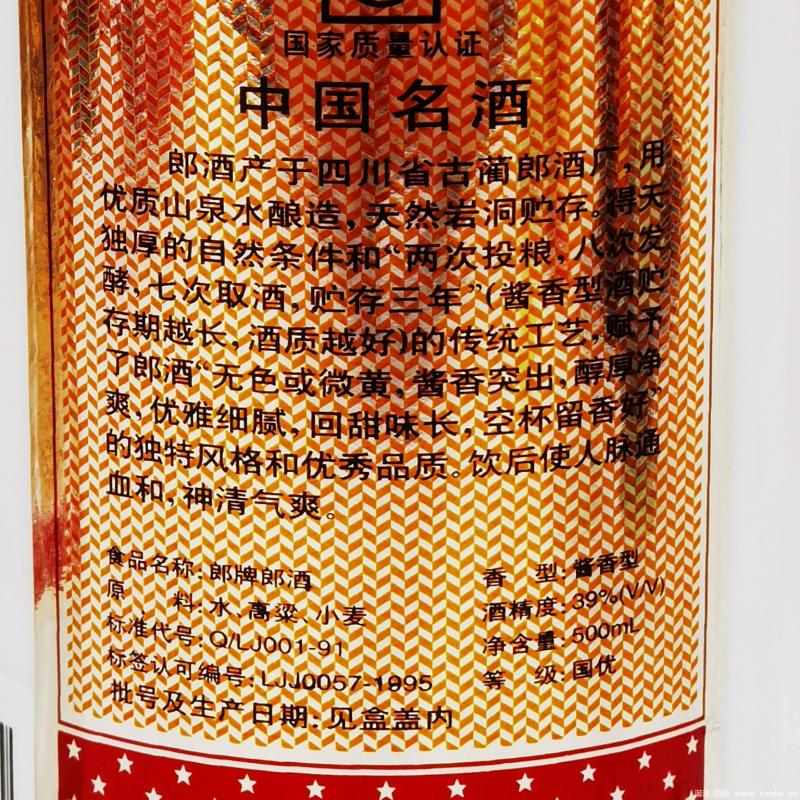 国家质量认证
中国名酒
郎酒产于四川省古蔺郎酒厂,用
优质山泉水酿造,天然岩洞贮存。得天
独厚的自然条件和“两次投粮,八次发
酵,七次取酒,贮存三年”(酱香型酒贮
存期越长,酒质越好)的传统工艺,赋予
了郎酒“无色或微黄,酱香突出,醇厚净
爽,优雅细腻,回甜味长,空杯留香好”
的独特风格和优秀品质。饮后使人脉通
血和,神清气爽。
食品名称:郎牌郎酒
原 料:水、高粱、小麦
标准代号:Q/LJ001-91
标签认可编号:LJJ0057-1995
批号及生产日期:见盒盖内
香 型:酱香型
酒精度:39%(V/V)
净含量:500mL
等 级:国优